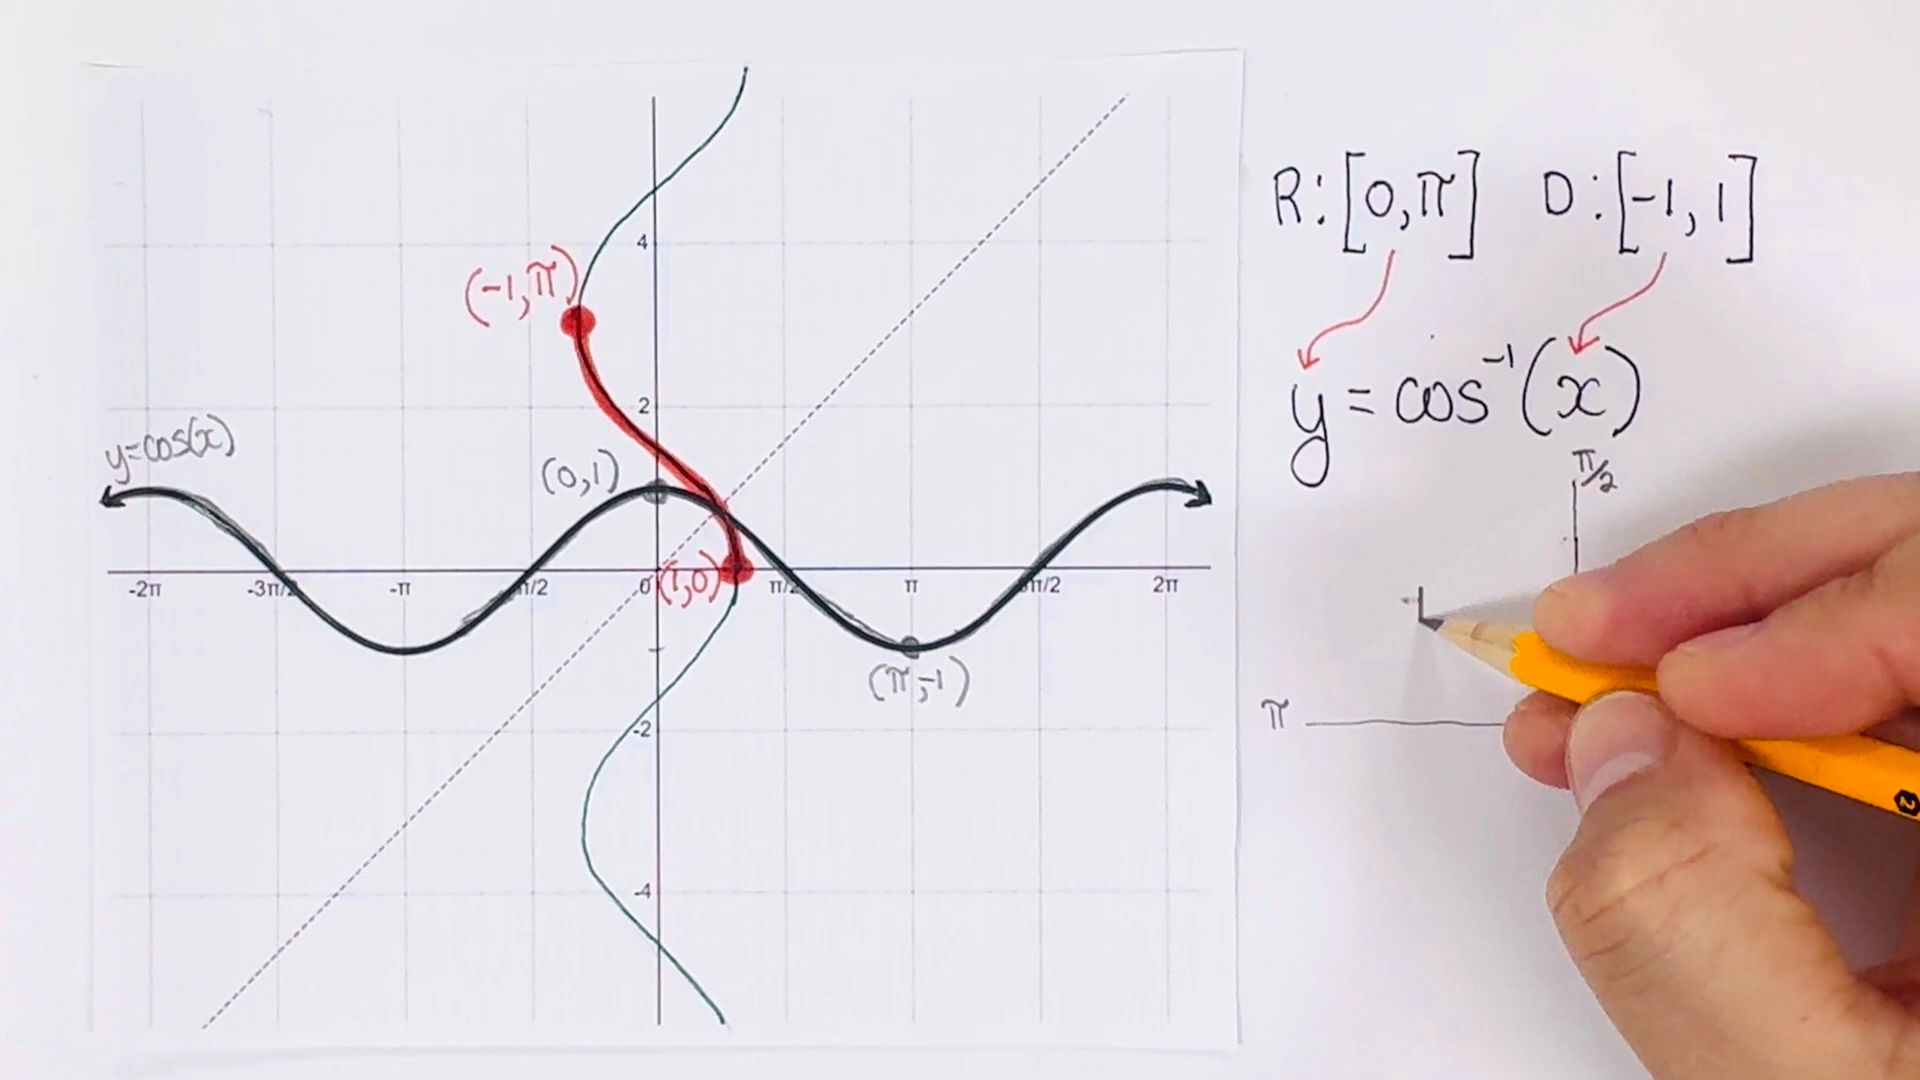 R: [0, π] D: [-1, 1]
y = cos⁻¹(x)
π/2
π
4
(-1, π)
2
y=cos(x)
(0,1)
-2π -3π/2 -π π/2 0 (1,0) π/2 π 3π/2 2π
(π,-1)
-2
-4
2